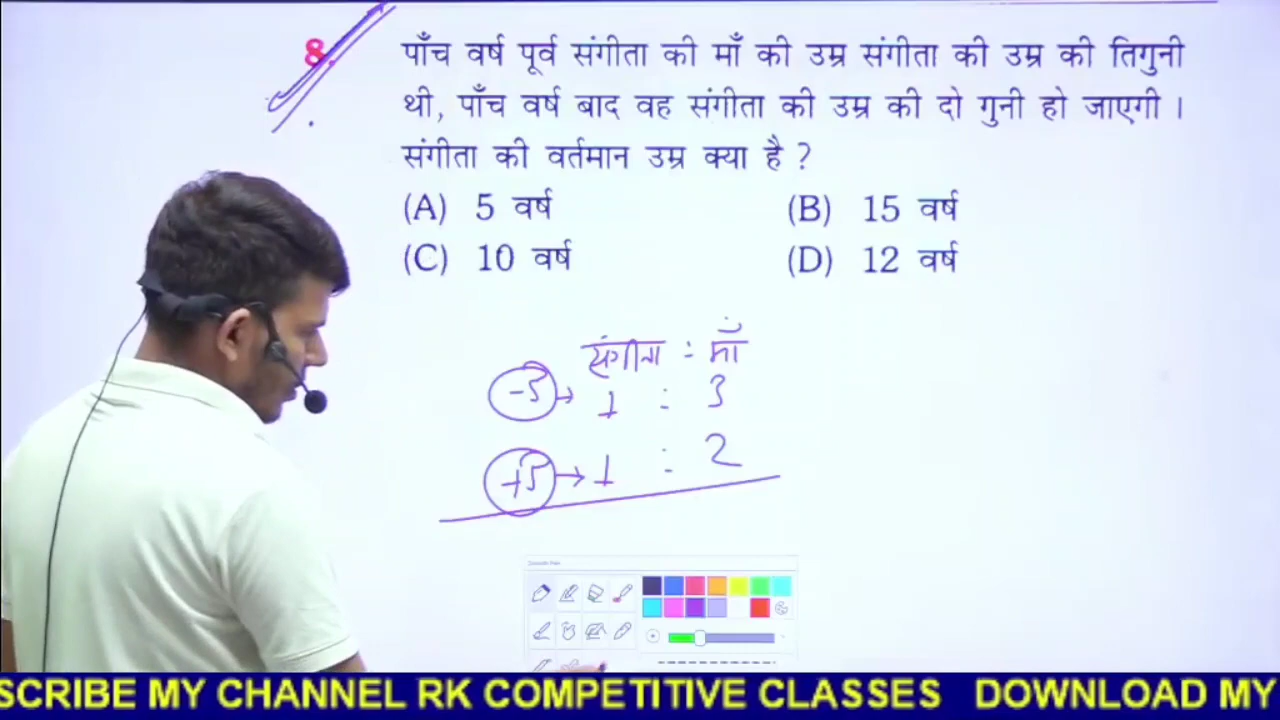 8. पाँच वर्ष पूर्व संगीता की माँ की उम्र संगीता की उम्र की तिगुनी
थी, पाँच वर्ष बाद वह संगीता की उम्र की दो गुनी हो जाएगी ।
संगीता की वर्तमान उम्र क्या है ?
(A) 5 वर्ष (B) 15 वर्ष
(C) 10 वर्ष (D) 12 वर्ष
संगीता : माँ
-5 → 1 : 3
+5 → 1 : 2
SCRIBE MY CHANNEL RK COMPETITIVE CLASSES DOWNLOAD MY